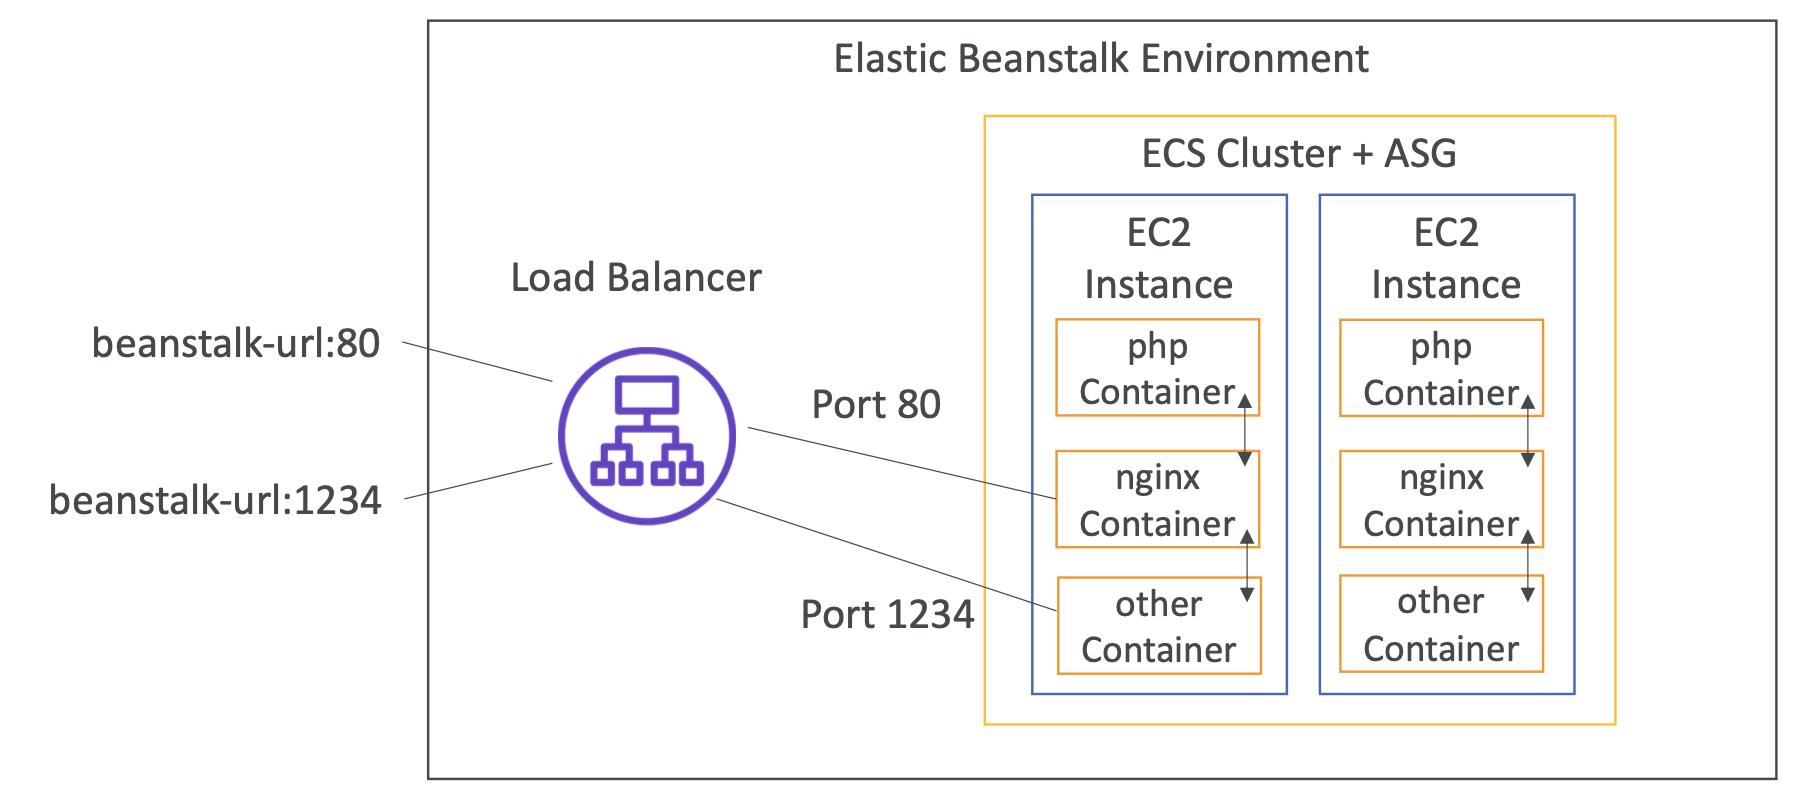 Elastic Beanstalk Environment
ECS Cluster + ASG
Load Balancer
beanstalk-url:80
beanstalk-url:1234
Port 80
Port 1234
EC2
Instance
php
Container
nginx
Container
other
Container
EC2
Instance
php
Container
nginx
Container
other
Container